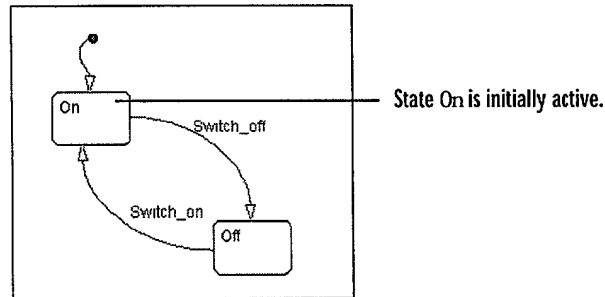 On
State On is initially active.
Switch_off
Switch_on
Off